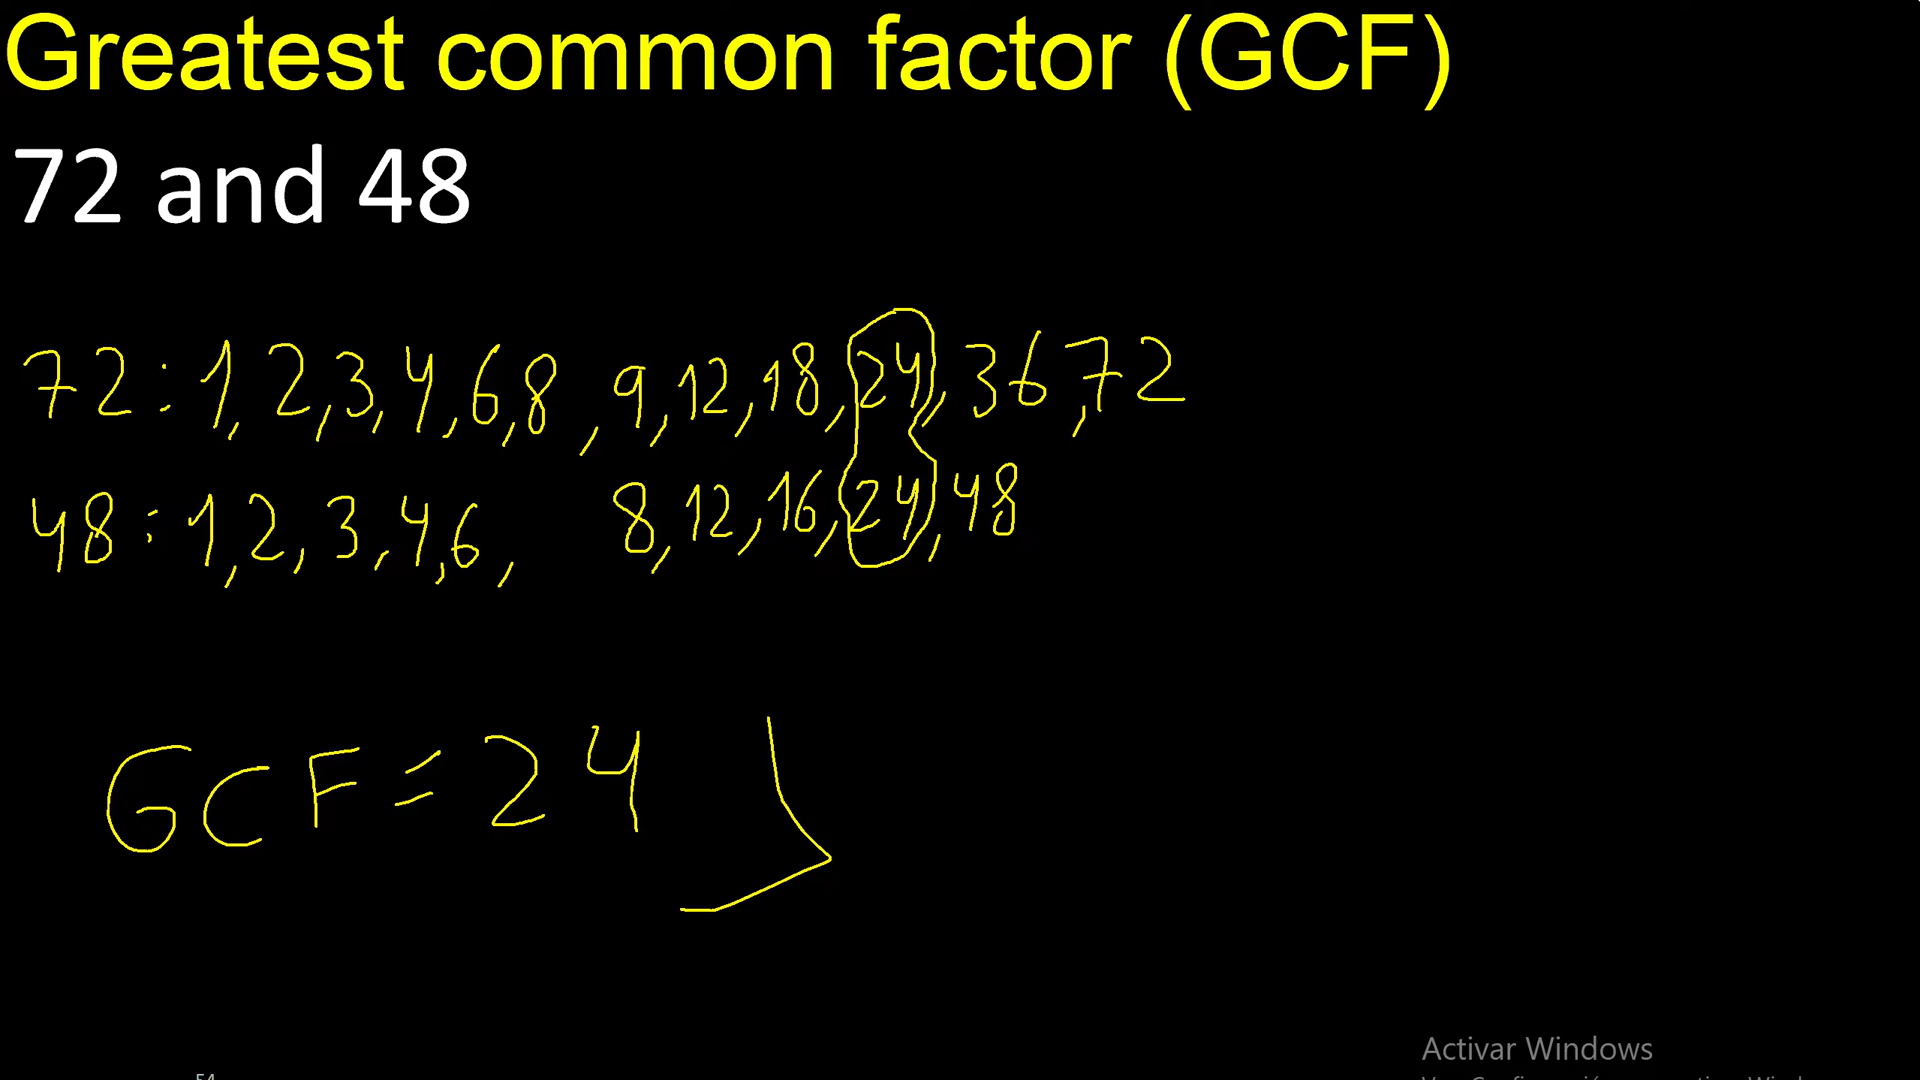 Greatest common factor (GCF)
72 and 48
72:1,2,3,4,6,8,9,12,18,24,36,72
48:1,2,3,4,6, 8,12,16,24,48
GCF=24
Activar Windows